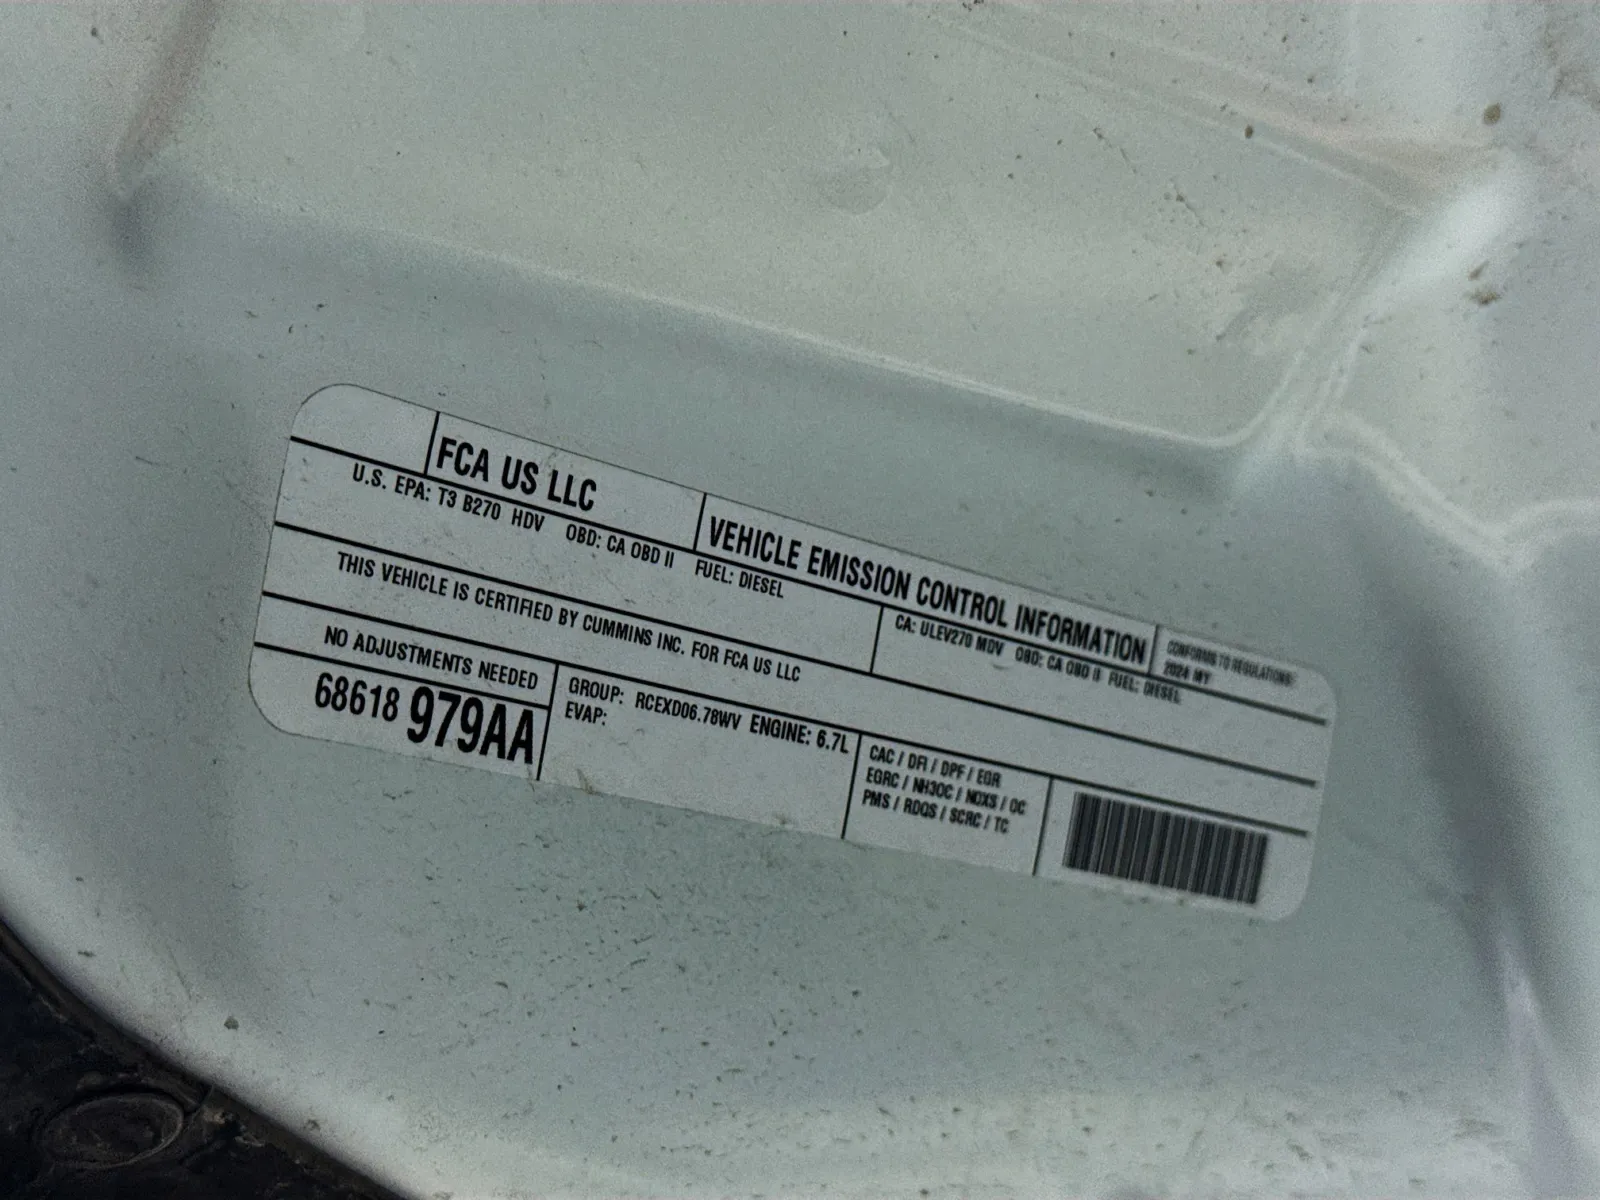 FCA US LLC
VEHICLE EMISSION CONTROL INFORMATION
CONFORMS TO REGULATIONS:
2024 MY
U.S. EPA: T3 B270 HDV OBD: CA OBD II FUEL: DIESEL
CA: ULEV270 MDV OBD: CA OBD II FUEL: DIESEL
THIS VEHICLE IS CERTIFIED BY CUMMINS INC. FOR FCA US LLC
NO ADJUSTMENTS NEEDED
68618 979AA
GROUP: RCEXD06.78WV ENGINE: 6.7L
EVAP:
CAC / DFI / DPF / EGR
EGRC / NH3OC / NOXS / OC
PMS / RDQS / SCRC / TC